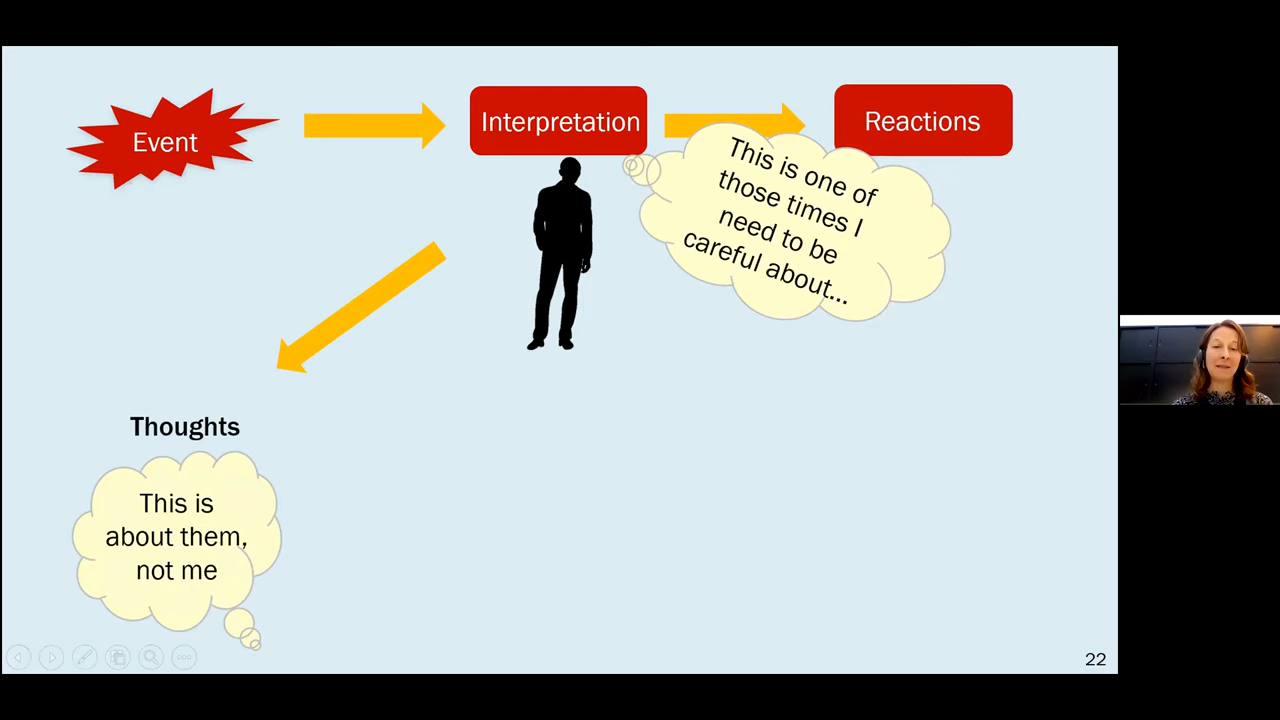 Event
Interpretation
Reactions
This is one of
those times I
need to be
careful about...
Thoughts
This is
about them,
not me
22